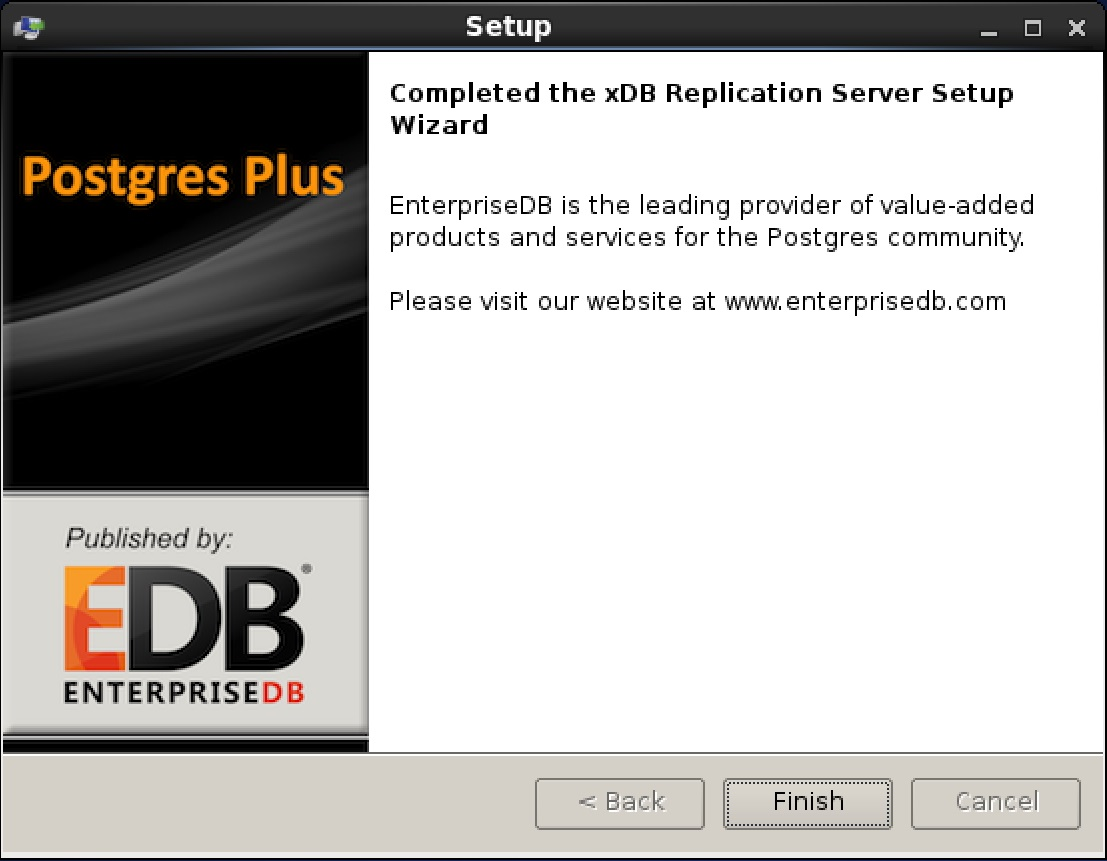 Setup
Postgres Plus
Published by:
EDB®
ENTERPRISEDB
Completed the xDB Replication Server Setup
Wizard
EnterpriseDB is the leading provider of value-added
products and services for the Postgres community.
Please visit our website at www.enterprisedb.com
< Back
Finish
Cancel